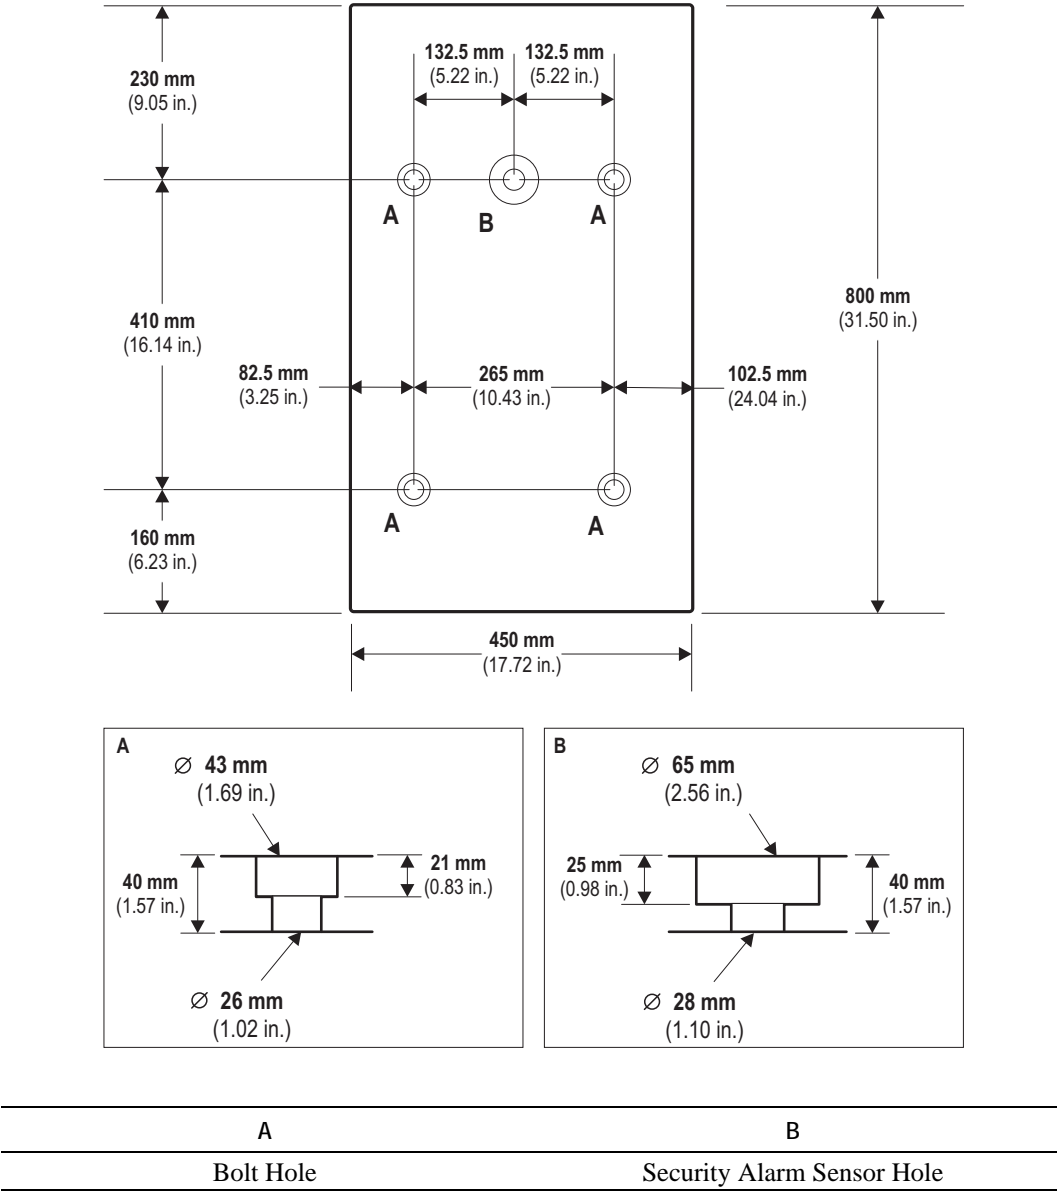 132.5 mm 132.5 mm
(5.22 in.) (5.22 in.)
230 mm
(9.05 in.)
A B A
410 mm
(16.14 in.)
800 mm
(31.50 in.)
82.5 mm
(3.25 in.)
265 mm
(10.43 in.)
102.5 mm
(24.04 in.)
A A
160 mm
(6.23 in.)
450 mm
(17.72 in.)
A
Ø 43 mm
(1.69 in.)
40 mm
(1.57 in.)
21 mm
(0.83 in.)
Ø 26 mm
(1.02 in.)
B
Ø 65 mm
(2.56 in.)
25 mm
(0.98 in.)
40 mm
(1.57 in.)
Ø 28 mm
(1.10 in.)
A B
Bolt Hole Security Alarm Sensor Hole